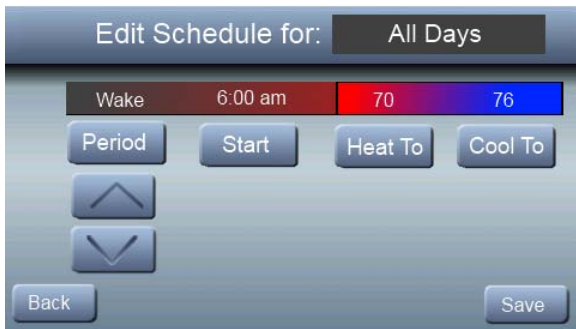 Edit Schedule for: All Days
Wake 6:00 am 70 76
Period Start Heat To Cool To
Back Save